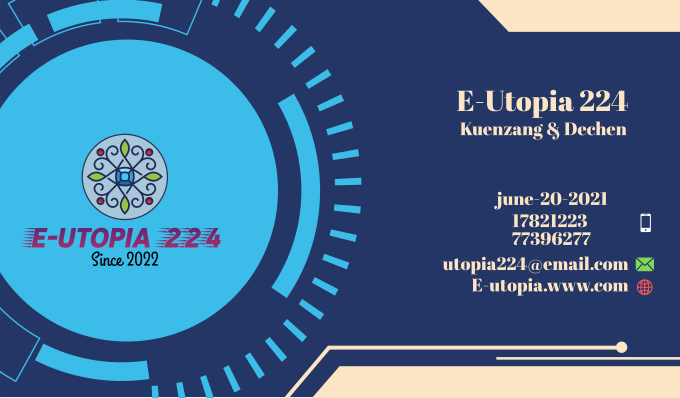 E-UTOPIA 224
Since 2022
E-Utopia 224
Kuenzang & Dechen
june-20-2021
17821223
77396277
utopia224@email.com
E-utopia.www.com